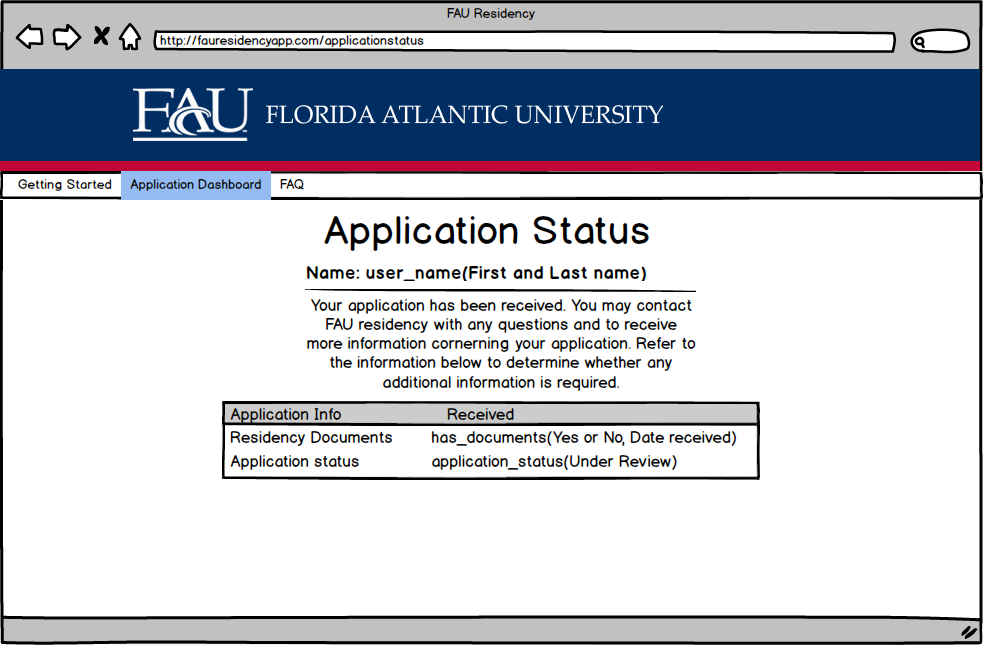 FAU Residency
http://fauresidencyapp.com/applicationstatus
FAU FLORIDA ATLANTIC UNIVERSITY
Getting Started Application Dashboard FAQ
Application Status
Name: user_name(First and Last name)
Your application has been received. You may contact
FAU residency with any questions and to receive
more information cornerning your application. Refer to
the information below to determine whether any
additional information is required.
Application Info Received
Residency Documents has_documents(Yes or No, Date received)
Application status application_status(Under Review)